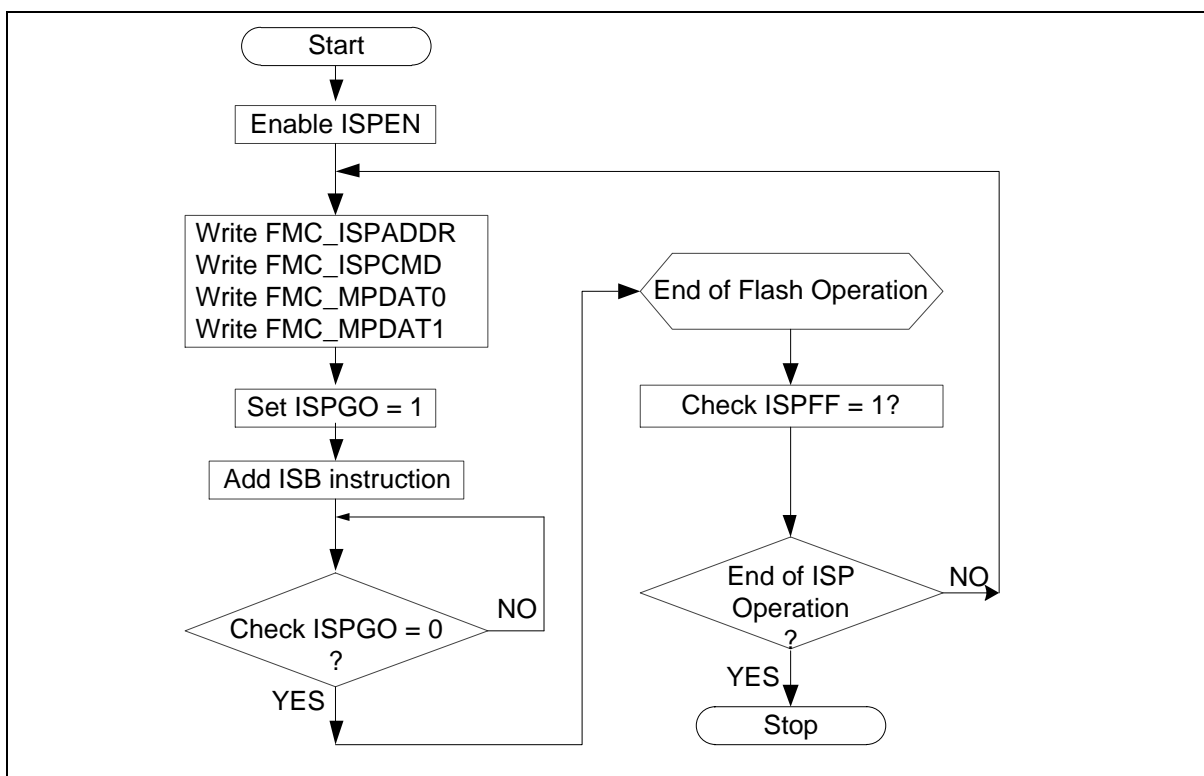 Start
Enable ISPEN
Write FMC_ISPADDR
Write FMC_ISPCMD
Write FMC_MPDAT0
Write FMC_MPDAT1
Set ISPGO = 1
Add ISB instruction
Check ISPGO = 0
?
NO
YES
End of Flash Operation
Check ISPFF = 1?
End of ISP
Operation
?
NO
YES
Stop